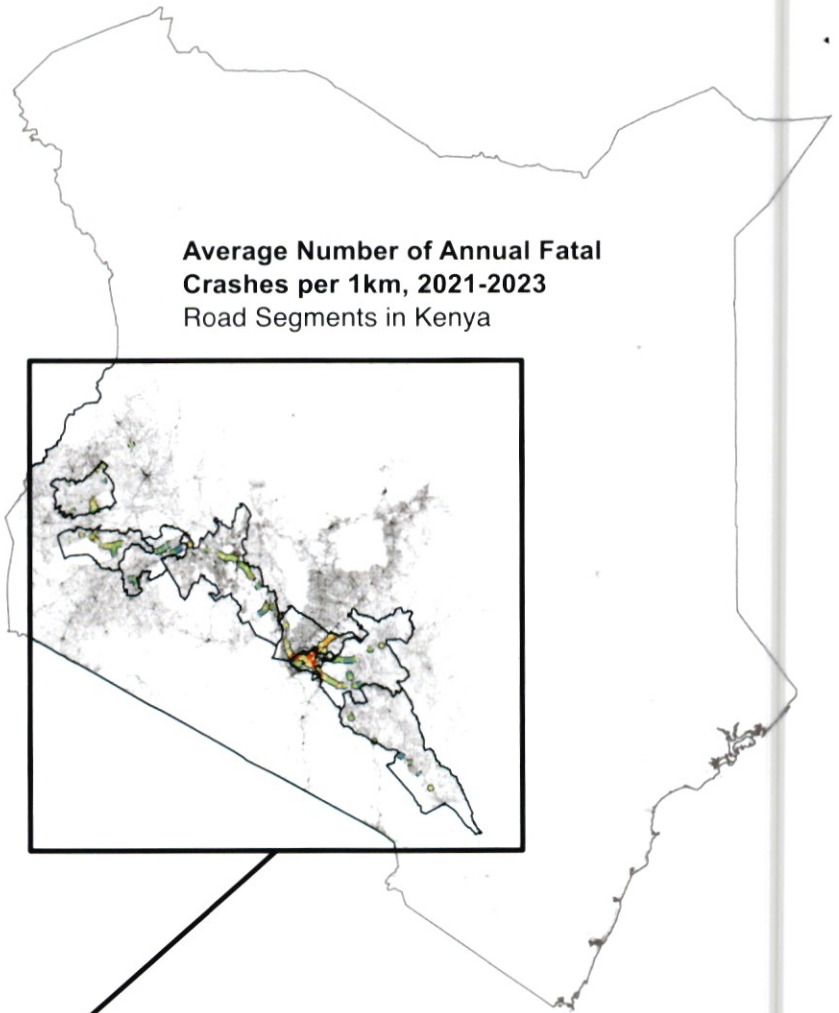 Average Number of Annual Fatal
Crashes per 1km, 2021-2023
Road Segments in Kenya